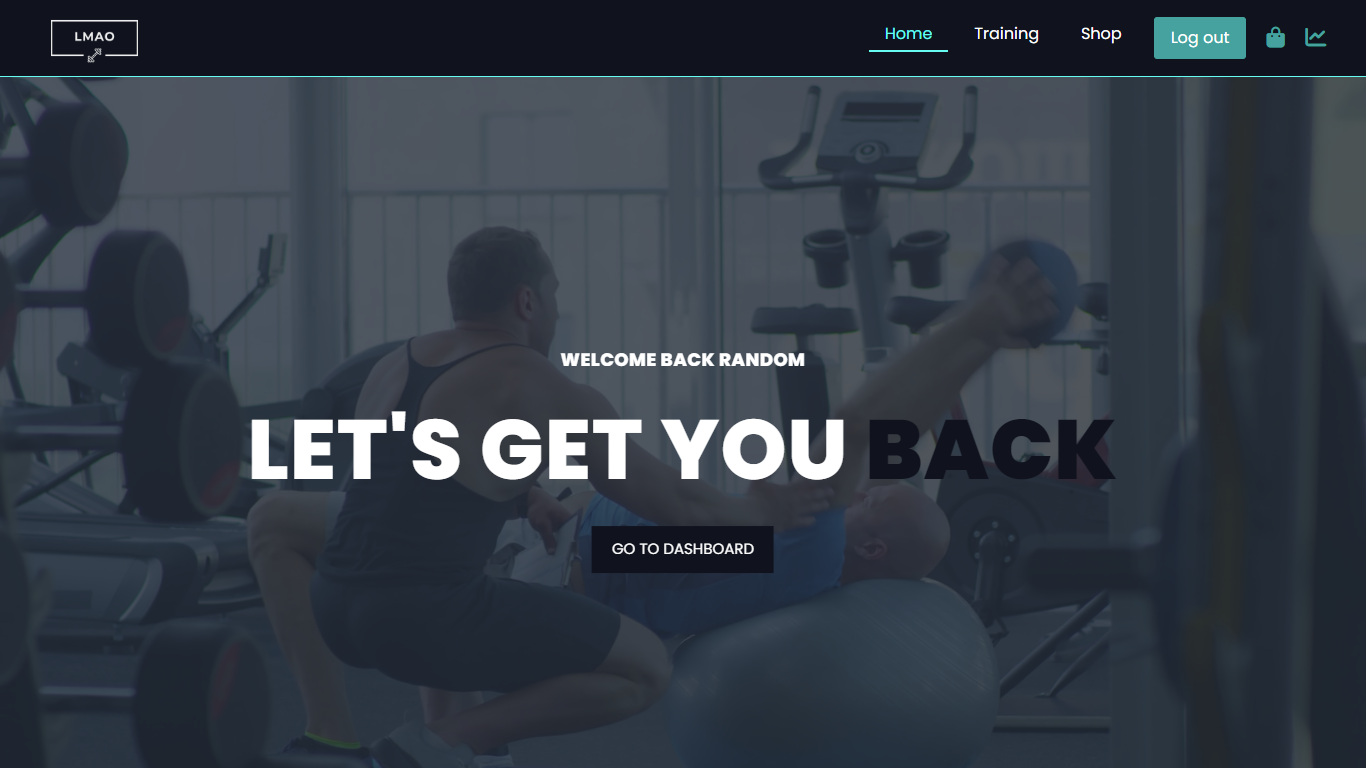 LMAO
Home Training Shop Log out
WELCOME BACK RANDOM
LET'S GET YOU BACK
GO TO DASHBOARD